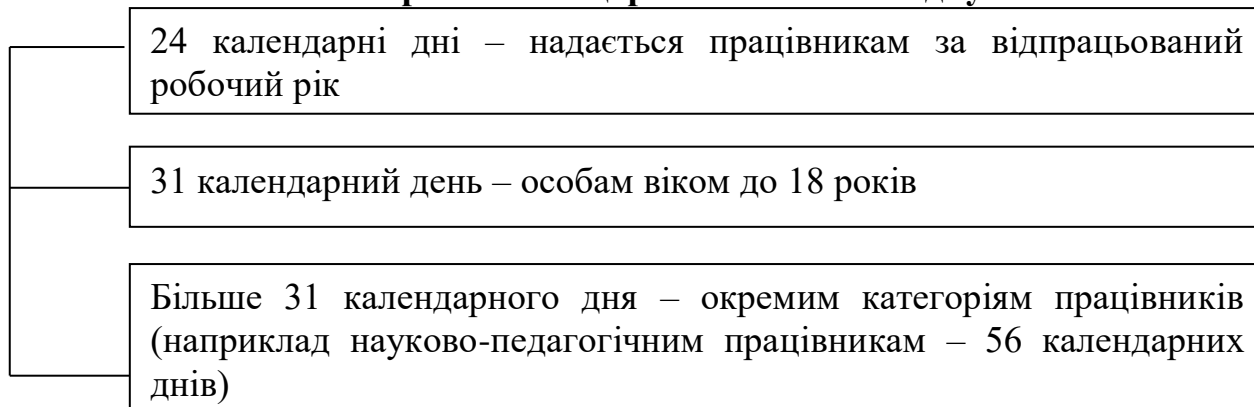 24 календарні дні – надається працівникам за відпрацьований
робочий рік
31 календарний день – особам віком до 18 років
Більше 31 календарного дня – окремим категоріям працівників
(наприклад науково-педагогічним працівникам – 56 календарних
днів)